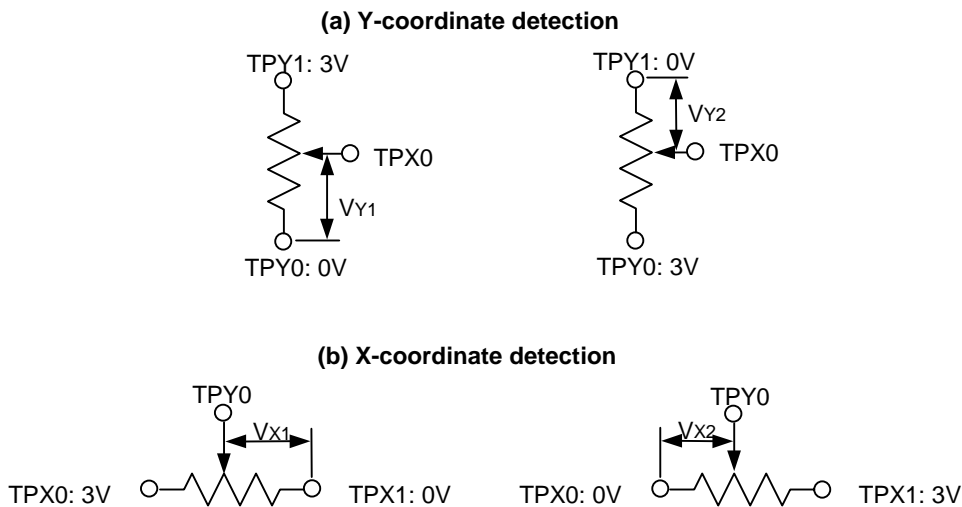 (a) Y-coordinate detection
TPY1: 3V
TPY1: 0V
VY2
TPX0
TPX0
VY1
TPY0: 0V
TPY0: 3V
(b) X-coordinate detection
TPY0
TPY0
VX1
VX2
TPX0: 3V
TPX1: 0V
TPX0: 0V
TPX1: 3V